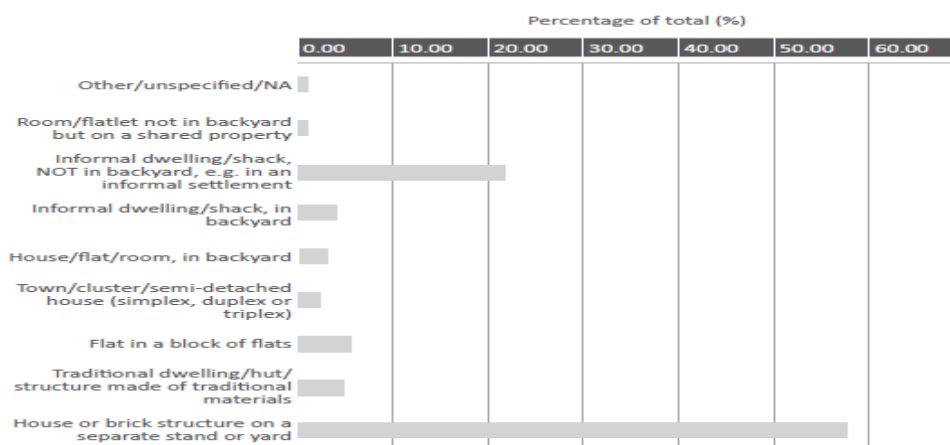 Percentage of total (%)
0.00 10.00 20.00 30.00 40.00 50.00 60.00
Other/unspecified/NA
Room/flatlet not in backyard
but on a shared property
Informal dwelling/shack,
NOT in backyard, e.g. in an
informal settlement
Informal dwelling/shack, in
backyard
House/flat/room, in backyard
Town/cluster/semi-detached
house (simplex, duplex or
triplex)
Flat in a block of flats
Traditional dwelling/hut/
structure made of traditional
materials
House or brick structure on a
separate stand or yard